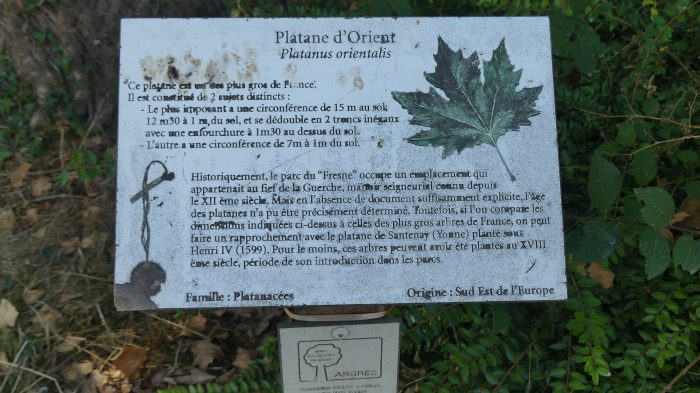 Platane d'Orient
Platanus orientalis
Ce platane est un des plus gros de France.
Il est constitué de 2 sujets distincts :
- Le plus imposant a une circonférence de 15 m au sol,
12 m30 à 1 m du sol, et se dédouble en 2 troncs inégaux
avec une enfourchure à 1m30 au dessus du sol.
- L'autre a une circonférence de 7m à 1m du sol.
Historiquement, le parc du "Fresne" occupe un emplacement qui
appartenait au fief de la Guerche, manoir seigneurial connu depuis
le XII ème siècle. Mais en l'absence de document suffisamment explicite, l'âge
des platanes n'a pu être précisément déterminé. Toutefois, si l'on compare les
dimensions indiquées ci-dessus à celles des plus gros arbres de France, on peut
faire un rapprochement avec le platane de Santenay (Yonne) planté sous
Henri IV (1599). Pour le moins, ces arbres peuvent avoir été plantés au XVIII
ème siècle, période de son introduction dans les parcs.
Famille : Platanacées
Origine : Sud Est de l'Europe
ARBRES